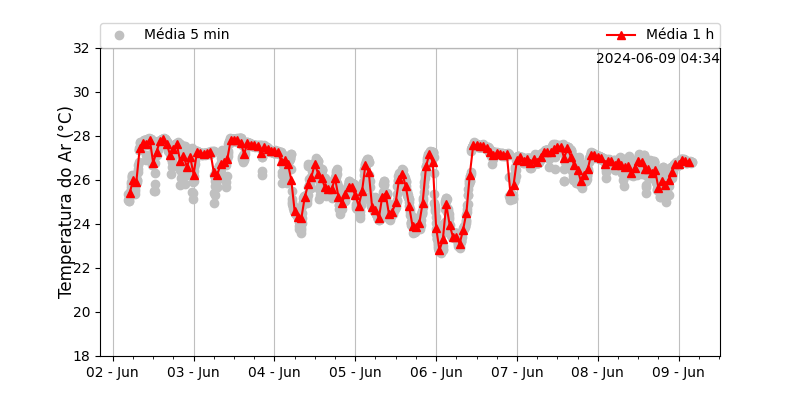 Média 5 min
Média 1 h
2024-06-09 04:34
Temperatura do Ar (°C)
32
30
28
26
24
22
20
18
02 - Jun
03 - Jun
04 - Jun
05 - Jun
06 - Jun
07 - Jun
08 - Jun
09 - Jun